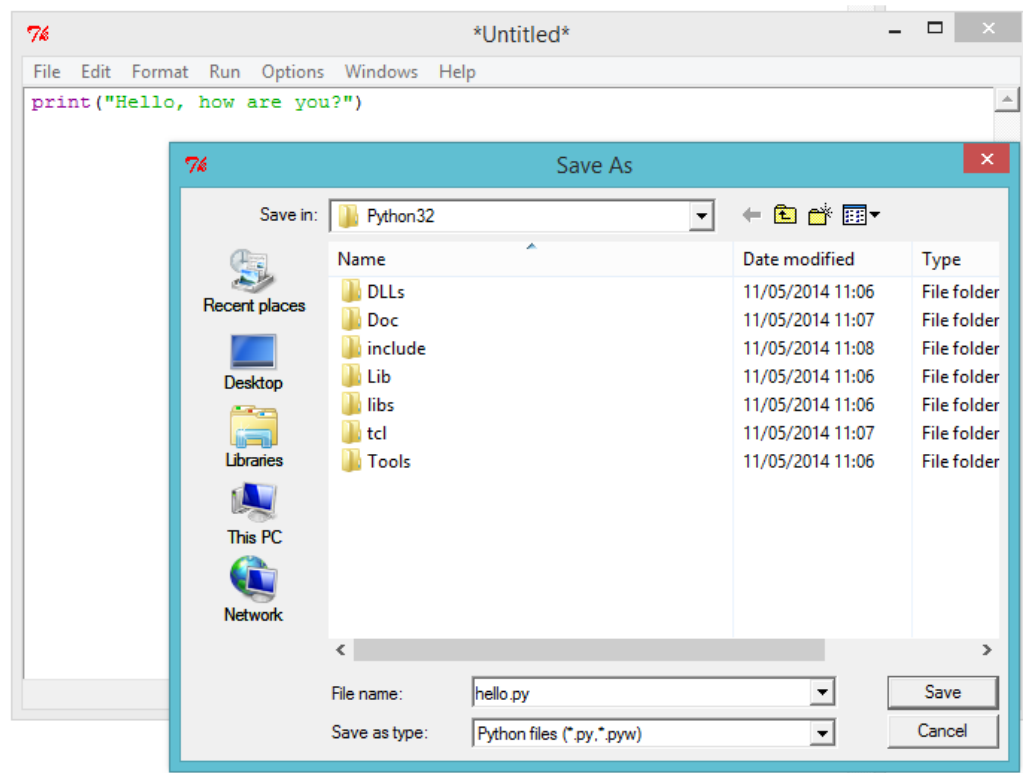 *Untitled*
File Edit Format Run Options Windows Help
print("Hello, how are you?")
Save As
Save in: Python32
Name Date modified Type
DLLs 11/05/2014 11:06 File folder
Doc 11/05/2014 11:07 File folder
include 11/05/2014 11:08 File folder
Lib 11/05/2014 11:06 File folder
libs 11/05/2014 11:06 File folder
tcl 11/05/2014 11:07 File folder
Tools 11/05/2014 11:06 File folder
Recent places
Desktop
Libraries
This PC
Network
File name: hello.py Save
Save as type: Python files (*.py,*.pyw) Cancel